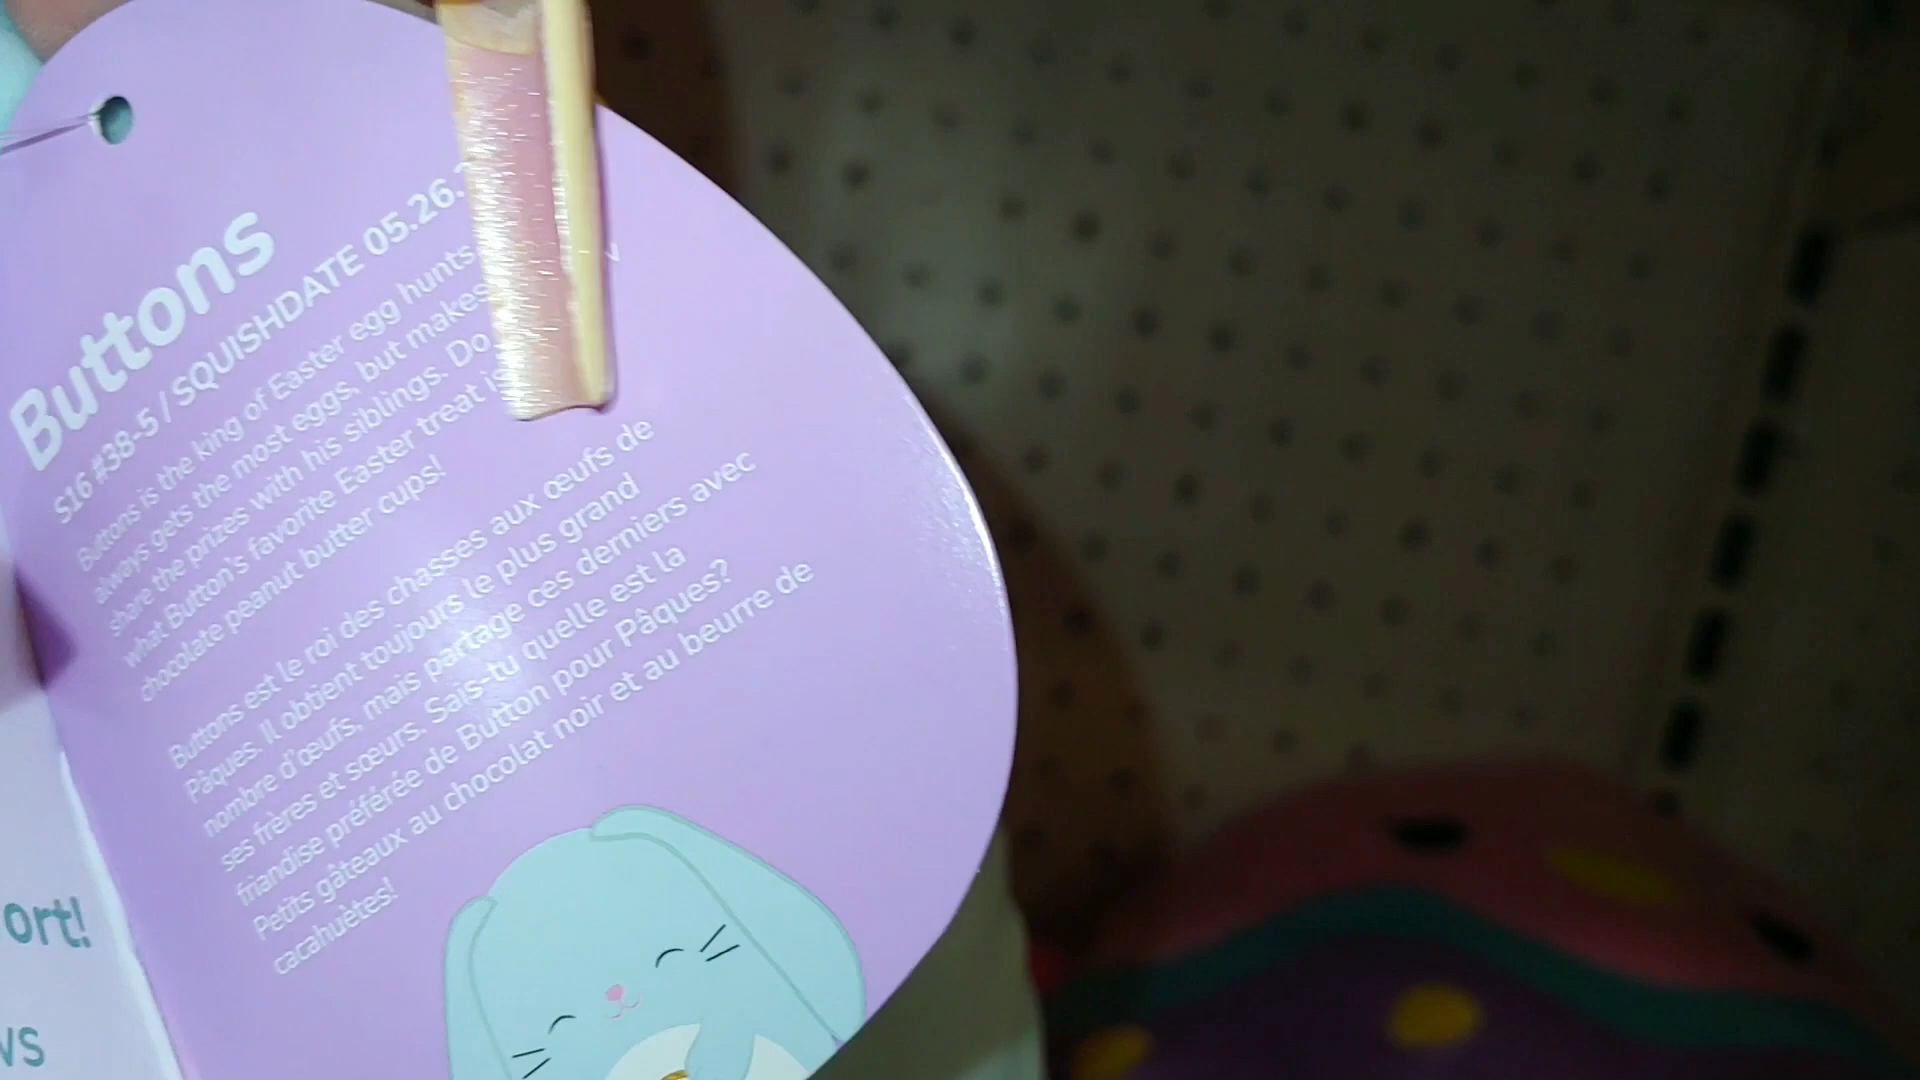 Buttons
S16 #38-5 / SQUISHDATE 05.26.
Buttons is the king of Easter egg hunts
always gets the most eggs, but makes
share the prizes with his siblings. Do
what Button's favorite Easter treat is
chocolate peanut butter cups!
Buttons est le roi des chasses aux œufs de
Pâques. Il obtient toujours le plus grand
nombre d'œufs, mais partage ces derniers avec
ses frères et sœurs. Sais-tu quelle est la
friandise préférée de Button pour Pâques?
Petits gâteaux au chocolat noir et au beurre de
cacahuètes!
ort!
ws